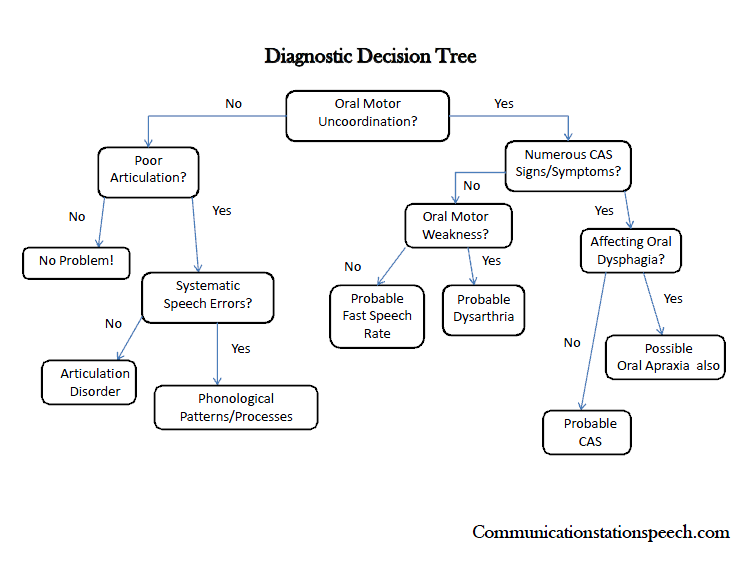 Diagnostic Decision Tree
No
Oral Motor
Uncoordination?
Yes
Poor
Articulation?
Numerous CAS
Signs/Symptoms?
No
Yes
No
Oral Motor
Weakness?
Yes
No Problem!
Affecting Oral
Dysphagia?
Systematic
Speech Errors?
No
Yes
Probable
Fast Speech
Rate
Probable
Dysarthria
Yes
No
Yes
No
Possible
Oral Apraxia also
Articulation
Disorder
Phonological
Patterns/Processes
Probable
CAS
Communicationstationspeech.com